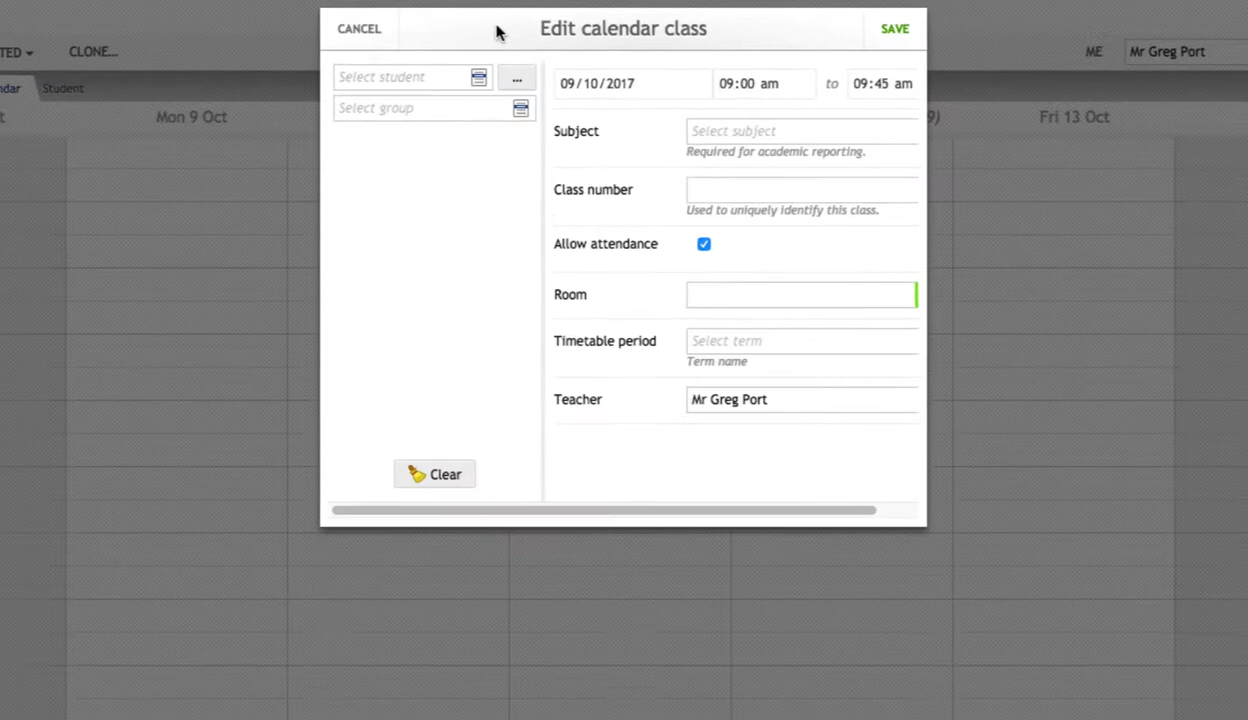 CANCEL
Edit calendar class
SAVE
TED
CLONE...
ME
Mr Greg Port
dar
Student
t
Mon 9 Oct
9)
Fri 13 Oct
Select student
...
Select group
09/10/2017
09:00 am
to
09:45 am
Subject
Select subject
Required for academic reporting.
Class number
Used to uniquely identify this class.
Allow attendance
Room
Timetable period
Select term
Term name
Teacher
Mr Greg Port
Clear